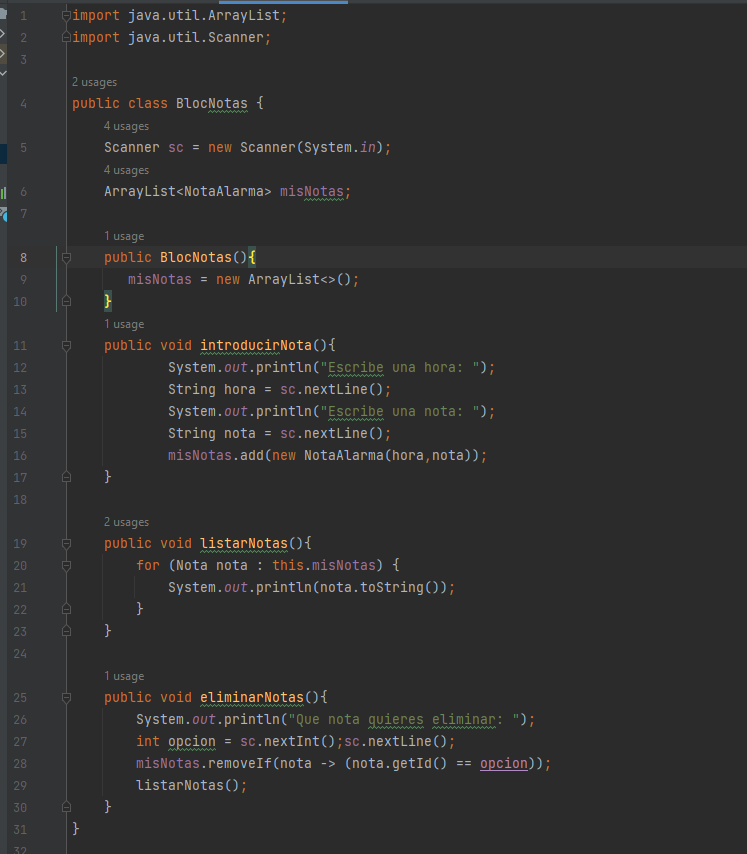 1 import java.util.ArrayList;
2 import java.util.Scanner;
3
2 usages
4 public class BlocNotas {
4 usages
5 Scanner sc = new Scanner(System.in);
4 usages
6 ArrayList<NotaAlarma> misNotas;
7
1 usage
8 public BlocNotas(){
9 misNotas = new ArrayList<>();
10 }
1 usage
11 public void introducirNota(){
12 System.out.println("Escribe una hora: ");
13 String hora = sc.nextLine();
14 System.out.println("Escribe una nota: ");
15 String nota = sc.nextLine();
16 misNotas.add(new NotaAlarma(hora,nota));
17 }
18
2 usages
19 public void listarNotas(){
20 for (Nota nota : this.misNotas) {
21 System.out.println(nota.toString());
22 }
23 }
24
1 usage
25 public void eliminarNotas(){
26 System.out.println("Que nota quieres eliminar: ");
27 int opcion = sc.nextInt();sc.nextLine();
28 misNotas.removeIf(nota -> (nota.getId() == opcion));
29 listarNotas();
30 }
31 }
32